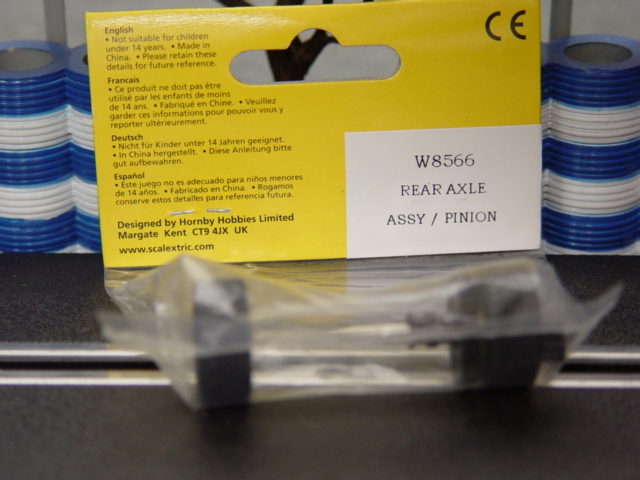 English
• Not suitable for children
under 14 years. • Made in
China. • Please retain these
details for future reference.
Francais
• Ce produit ne doit pas être
utilisé par les enfants de moins
de 14 ans. • Fabriqué en Chine. • Veuillez
garder ces informations pour pouvoir vous y
reporter ultérieurement.
Deutsch
• Nicht für Kinder unter 14 Jahren geeignet.
• In China hergestellt. • Diese Anleitung bitte
gut aufbewahren.
Español
• Este juego no es adecuado para niños menores
de 14 años. • Fabricado en China. • Rogamos
conserve estos detalles para referencia futura.
Designed by Hornby Hobbies Limited
Margate Kent CT9 4JX UK
www.scalextric.com
CE
W8566
REAR AXLE
ASSY / PINION